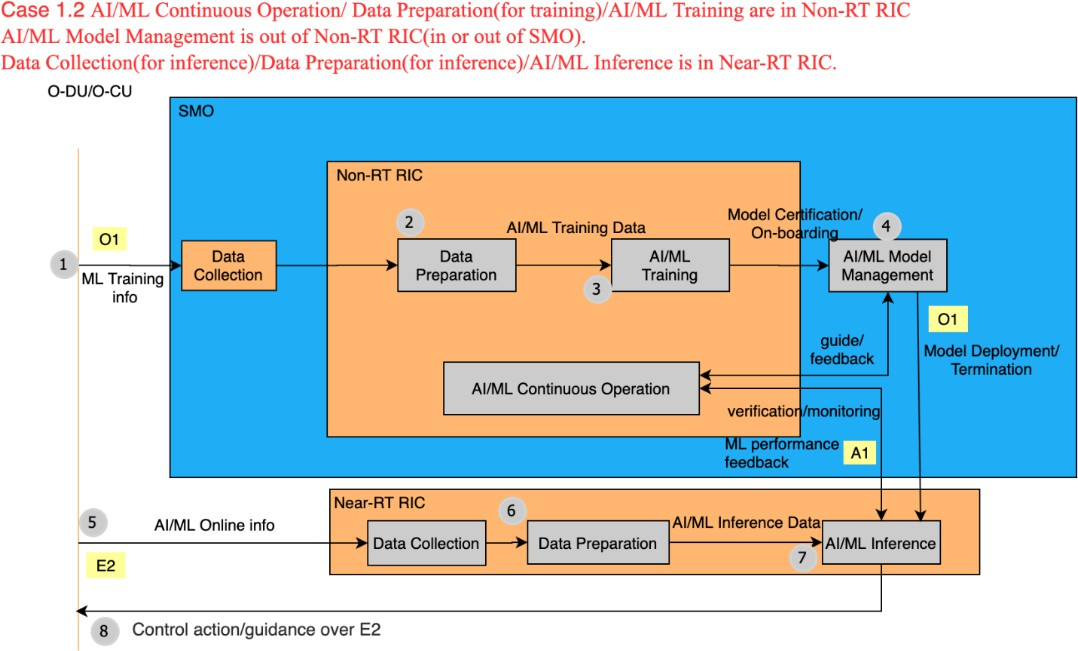 Case 1.2 AI/ML Continuous Operation/ Data Preparation(for training)/AI/ML Training are in Non-RT RIC
AI/ML Model Management is out of Non-RT RIC(in or out of SMO).
Data Collection(for inference)/Data Preparation(for inference)/AI/ML Inference is in Near-RT RIC.
O-DU/O-CU
SMO
Non-RT RIC
2
AI/ML Training Data
Model Certification/
On-boarding
4
O1
1
ML Training
info
Data
Collection
Data
Preparation
3
AI/ML
Training
AI/ML Model
Management
O1
guide/
feedback
Model Deployment/
Termination
AI/ML Continuous Operation
verification/monitoring
ML performance
feedback
A1
Near-RT RIC
5
AI/ML Online info
6
AI/ML Inference Data
E2
Data Collection
Data Preparation
7
AI/ML Inference
8
Control action/guidance over E2